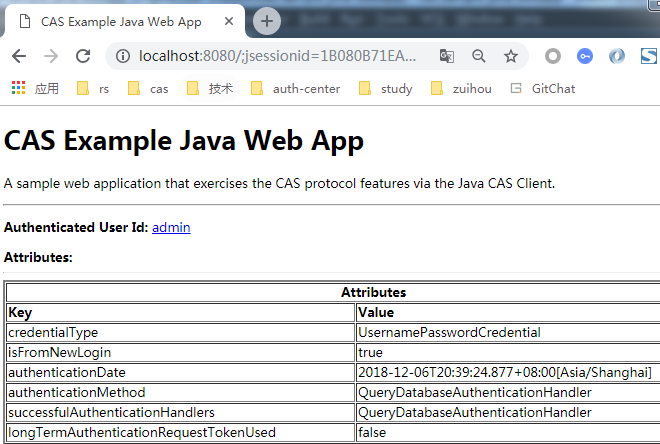 CAS Example Java Web App
localhost:8080/;jsessionid=1B080B71EA...
应用 rs cas 技术 auth-center study zuihou GitChat
CAS Example Java Web App
A sample web application that exercises the CAS protocol features via the Java CAS Client.
Authenticated User Id: admin
Attributes:
Attributes
Key Value
credentialType UsernamePasswordCredential
isFromNewLogin true
authenticationDate 2018-12-06T20:39:24.877+08:00[Asia/Shanghai]
authenticationMethod QueryDatabaseAuthenticationHandler
successfulAuthenticationHandlers QueryDatabaseAuthenticationHandler
longTermAuthenticationRequestTokenUsed false